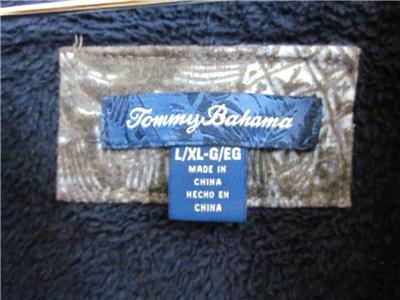 Tommy Bahama
L/XL-G/EG
MADE IN
CHINA
HECHO EN
CHINA